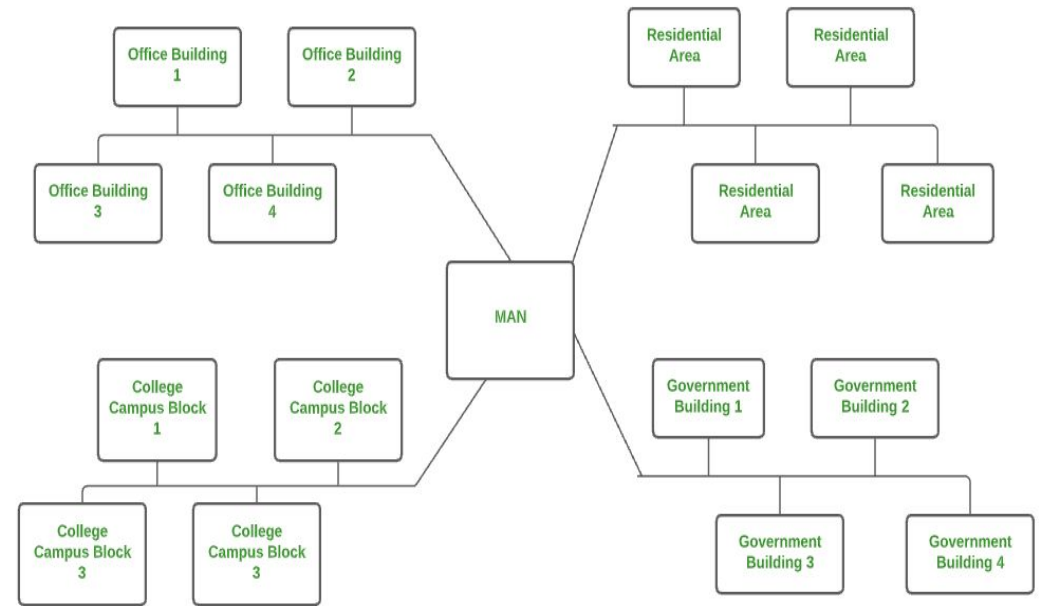 Office Building
1
Office Building
2
Office Building
3
Office Building
4
Residential
Area
Residential
Area
Residential
Area
Residential
Area
MAN
College
Campus Block
1
College
Campus Block
2
College
Campus Block
3
College
Campus Block
3
Government
Building 1
Government
Building 2
Government
Building 3
Government
Building 4